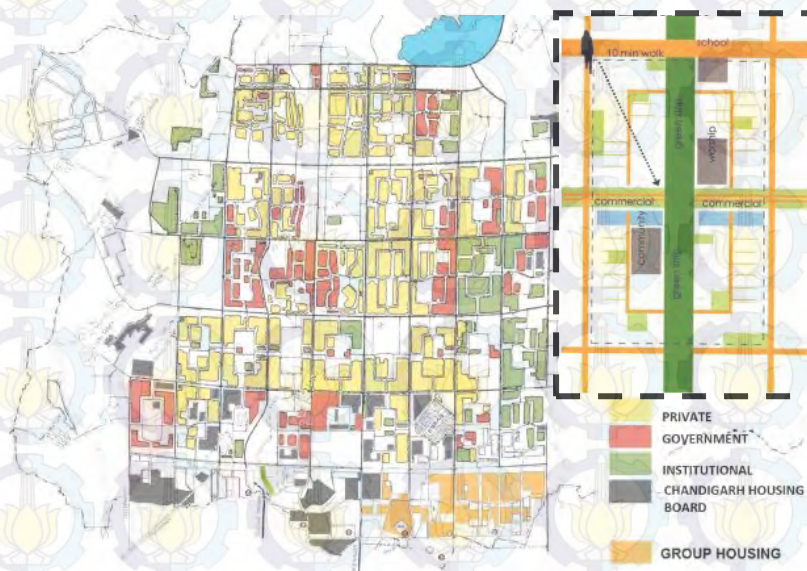 school
10 min walk
green strip
worship
commercial
commercial
community
green strip
PRIVATE
GOVERNMENT
INSTITUTIONAL
CHANDIGARH HOUSING
BOARD
GROUP HOUSING